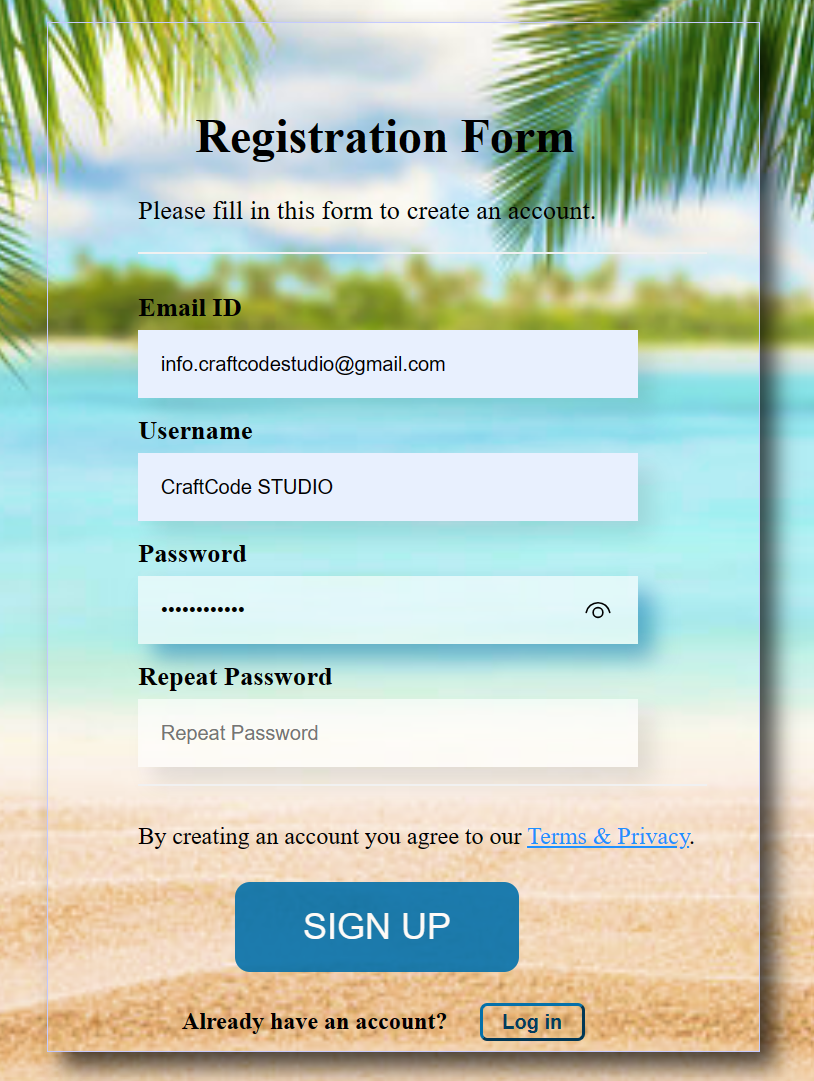 Registration Form
Please fill in this form to create an account.
Email ID
info.craftcodestudio@gmail.com
Username
CraftCode STUDIO
Password
••••••••••••
Repeat Password
Repeat Password
By creating an account you agree to our Terms & Privacy.
SIGN UP
Already have an account? Log in